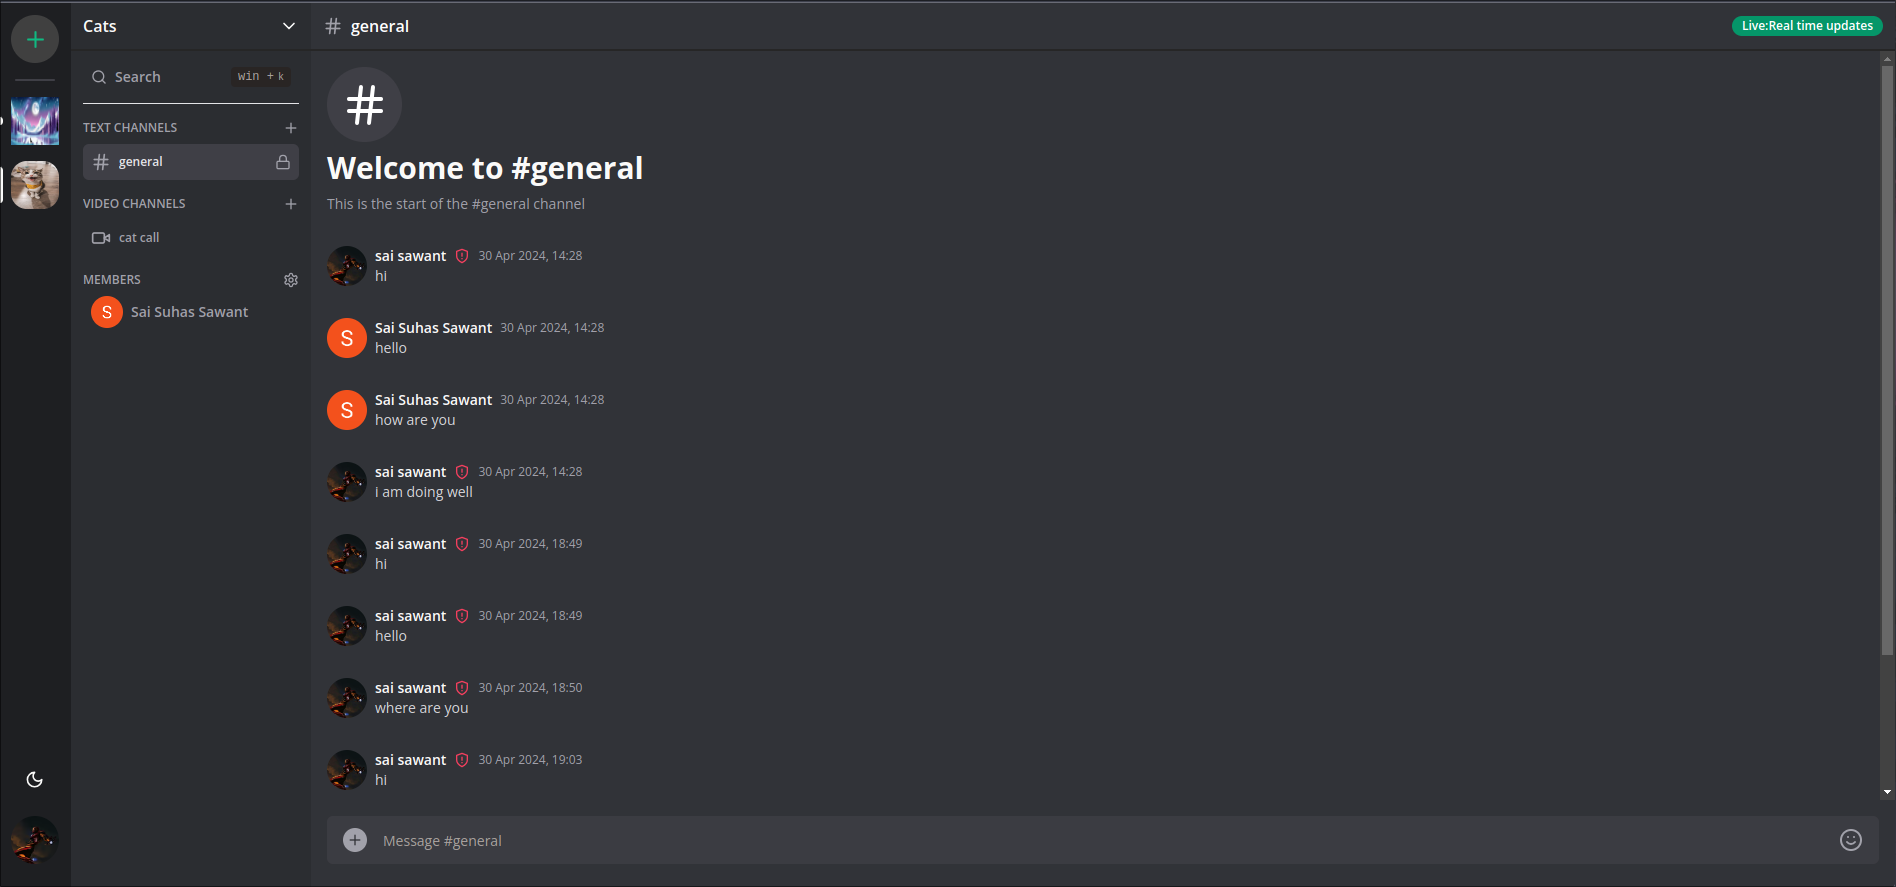 Cats
Search
win + k
TEXT CHANNELS
general
VIDEO CHANNELS
cat call
MEMBERS
S
Sai Suhas Sawant
# general
Live:Real time updates
#
Welcome to #general
This is the start of the #general channel
sai sawant 30 Apr 2024, 14:28
hi
S
Sai Suhas Sawant 30 Apr 2024, 14:28
hello
S
Sai Suhas Sawant 30 Apr 2024, 14:28
how are you
sai sawant 30 Apr 2024, 14:28
i am doing well
sai sawant 30 Apr 2024, 18:49
hi
sai sawant 30 Apr 2024, 18:49
hello
sai sawant 30 Apr 2024, 18:50
where are you
sai sawant 30 Apr 2024, 19:03
hi
Message #general